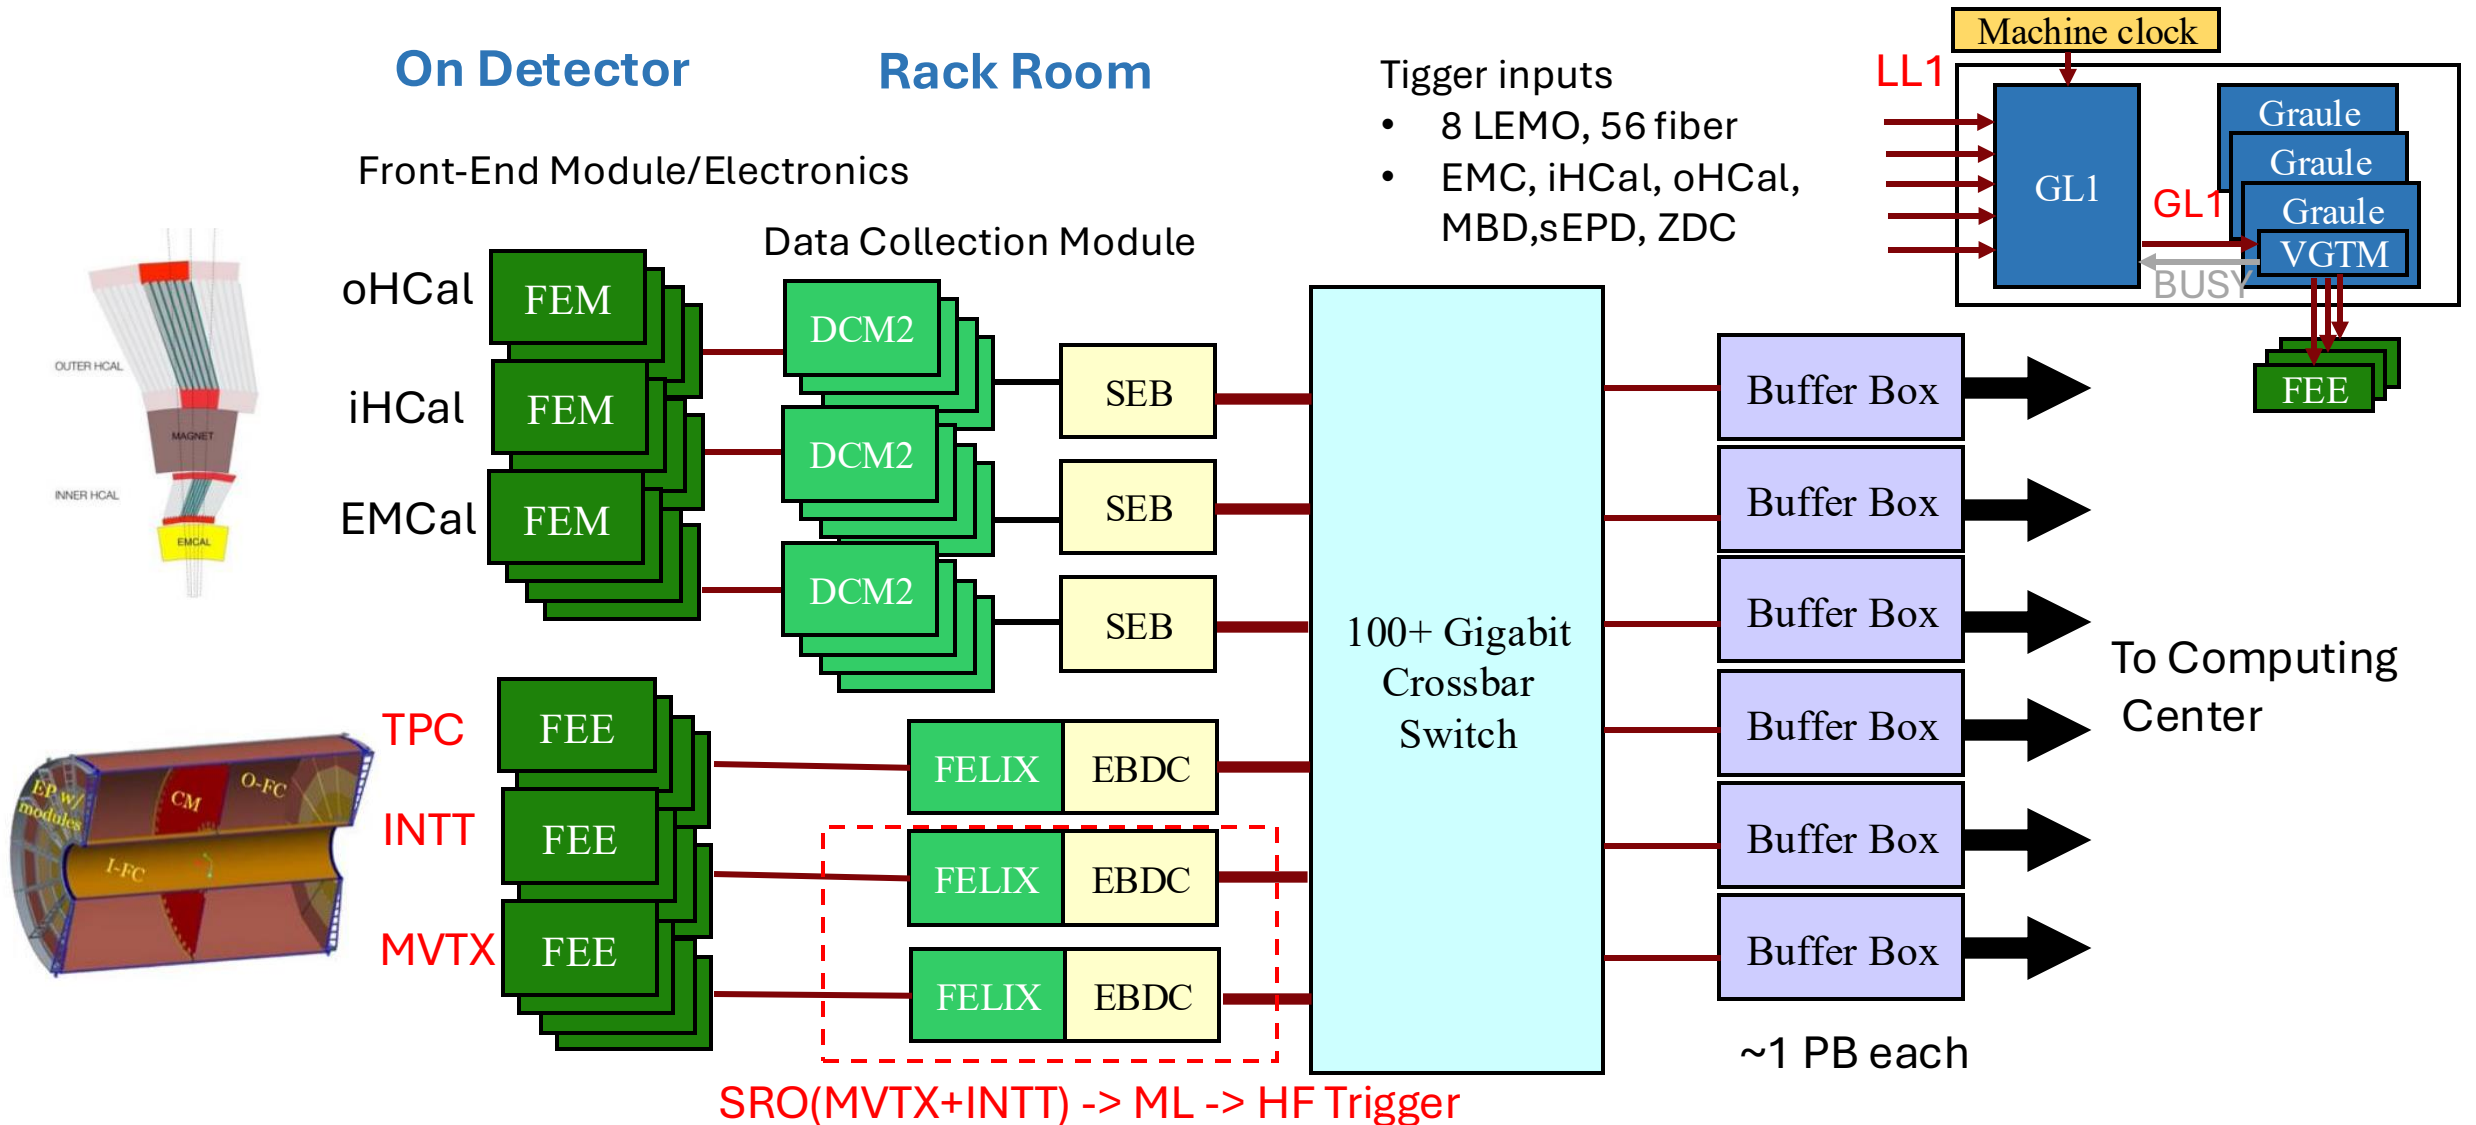 On Detector
Rack Room
Front-End Module/Electronics
Data Collection Module
Tigger inputs
• 8 LEMO, 56 fiber
• EMC, iHCal, oHCal,
MBD,sEPD, ZDC
Machine clock
LL1
GL1
GL1
BUSY
Graule
Graule
Graule
VGTM
FEE
OUTER HCAL
MAGNET
INNER HCAL
EMCAL
oHCal
FEM
iHCal
FEM
EMCal
FEM
DCM2
DCM2
DCM2
SEB
SEB
SEB
TPC
FEE
INTT
FEE
MVTX
FEE
EP w/
modules
CM
O-FC
I-FC
FELIX
EBDC
FELIX
EBDC
FELIX
EBDC
SRO(MVTX+INTT) -> ML -> HF Trigger
100+ Gigabit
Crossbar
Switch
Buffer Box
Buffer Box
Buffer Box
Buffer Box
Buffer Box
Buffer Box
~1 PB each
To Computing
Center